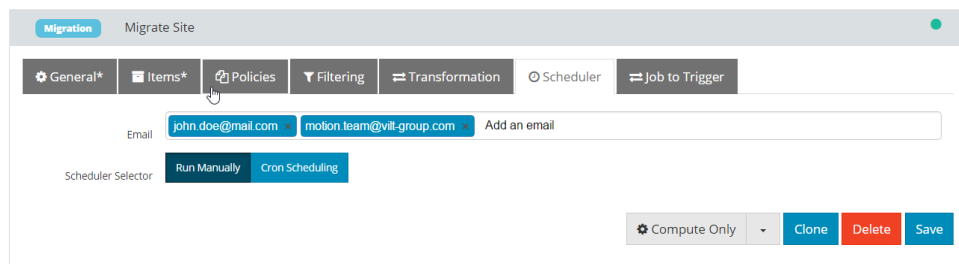 Migration Migrate Site
General* Items* Policies Filtering Transformation Scheduler Job to Trigger
Email john.doe@mail.com × motion.team@vilt-group.com × Add an email
Scheduler Selector Run Manually Cron Scheduling
Compute Only Clone Delete Save